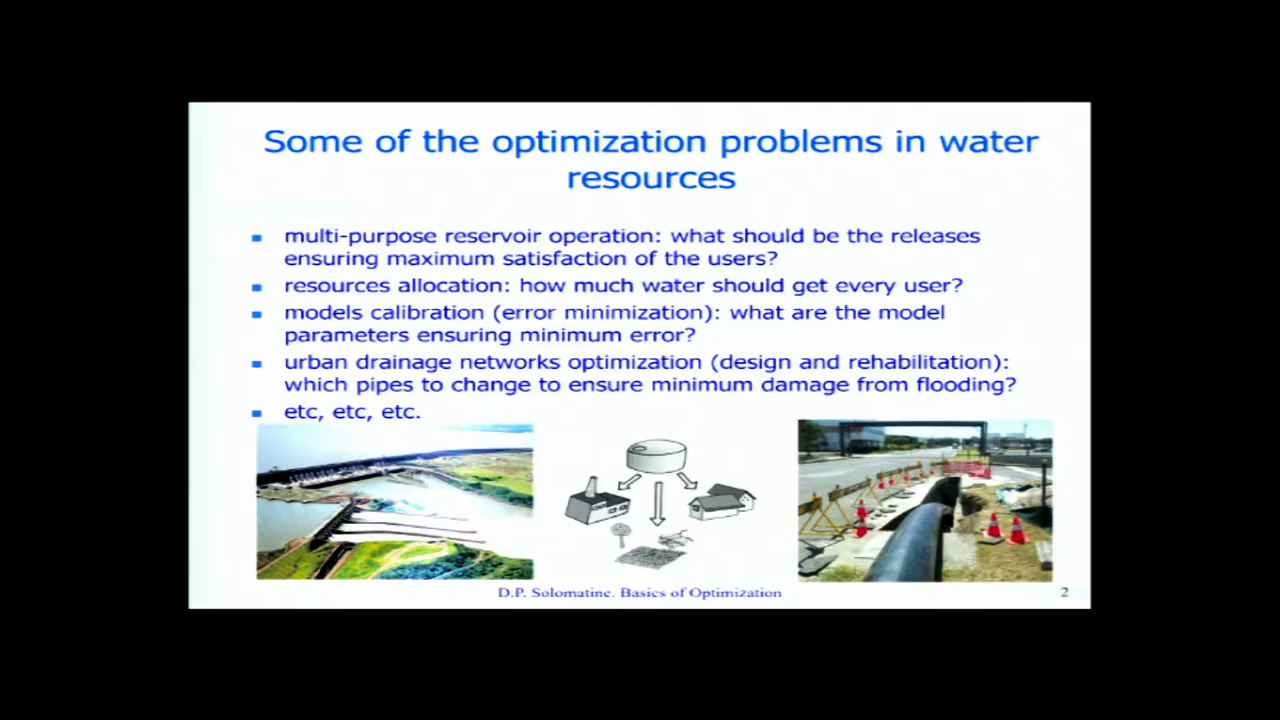 Some of the optimization problems in water
resources
multi-purpose reservoir operation: what should be the releases
ensuring maximum satisfaction of the users?
resources allocation: how much water should get every user?
models calibration (error minimization): what are the model
parameters ensuring minimum error?
urban drainage networks optimization (design and rehabilitation):
which pipes to change to ensure minimum damage from flooding?
etc, etc, etc.
D.P. Solomatine. Basics of Optimization
2